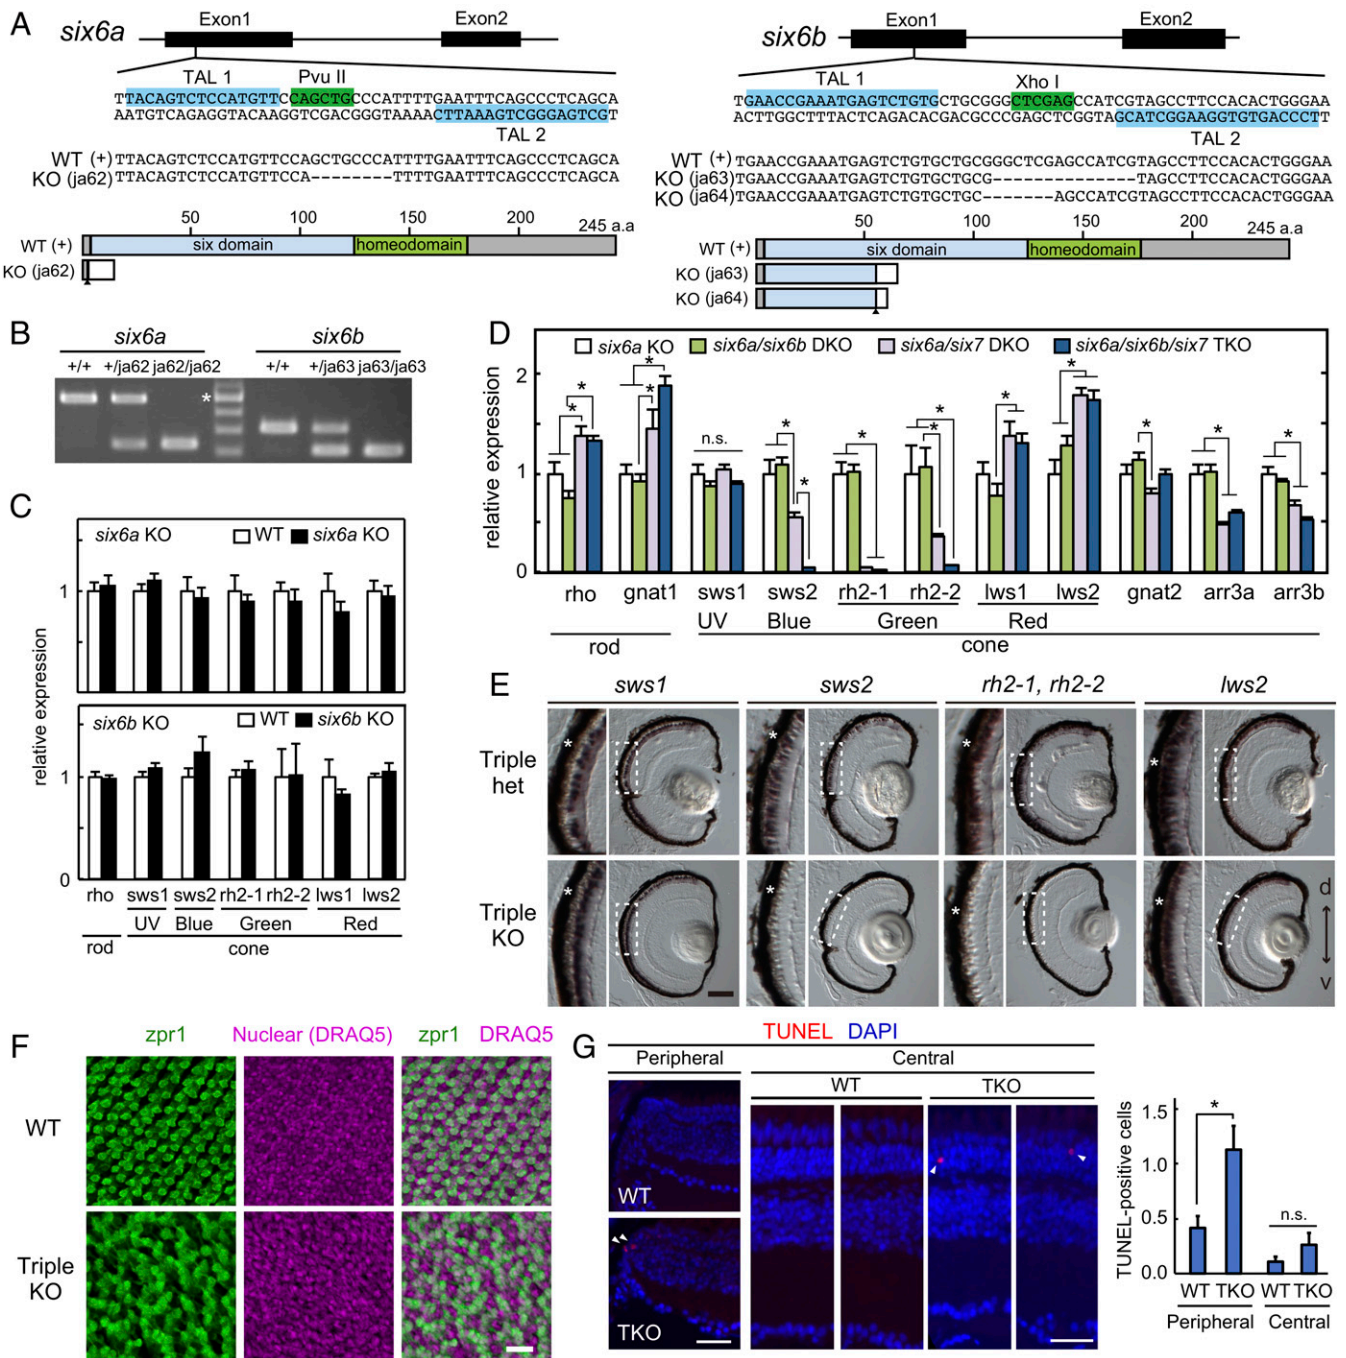 A
six6a
Exon1
Exon2
TAL 1
Pvu II
TTACAGTCTCCATGTTCCAGCTGCCCATTTTGAATTTCAGCCCTCAGCA
AATGTCAGAGGTACAAGGTCGACGGGTAAAACTTAAAGTCGGGAGTCGT
TAL 2
WT (+) TTACAGTCTCCATGTTCCAGCTGCCCATTTTGAATTTCAGCCCTCAGCA
KO (ja62) TTACAGTCTCCATGTTCCA--------TTTTGAATTTCAGCCCTCAGCA
50 100 150 200 245 a.a
WT (+) six domain homeodomain
KO (ja62)
six6b
Exon1
Exon2
TAL 1
Xho I
TGAACCGAAATGAGTCTGTGCTGCGGGCTCGAGCCATCGTAGCCTTCCACACTGGGAA
ACTTGGCTTTACTCAGACACGACGCCCGAGCTCGGTAGCATCGGAAGGTGTGACCCTT
TAL 2
WT (+) TGAACCGAAATGAGTCTGTGCTGCGGGCTCGAGCCATCGTAGCCTTCCACACTGGGAA
KO (ja63) TGAACCGAAATGAGTCTGTGCTGCG--------------TAGCCTTCCACACTGGGAA
KO (ja64) TGAACCGAAATGAGTCTGTGCTGC-------AGCCATCGTAGCCTTCCACACTGGGAA
50 100 150 200 245 a.a
WT (+) six domain homeodomain
KO (ja63)
KO (ja64)
B
six6a six6b
+/+ +/ja62 ja62/ja62 +/+ +/ja63 ja63/ja63
*
C
relative expression
six6a KO WT six6a KO
1
six6b KO WT six6b KO
1
0
rho sws1 sws2 rh2-1 rh2-2 lws1 lws2
UV Blue Green Red
rod cone
D
six6a KO six6a/six6b DKO six6a/six7 DKO six6a/six6b/six7 TKO
relative expression
2
1
0
* * * * n.s. * * * * * * * * *
rho gnat1 sws1 sws2 rh2-1 rh2-2 lws1 lws2 gnat2 arr3a arr3b
UV Blue Green Red
rod cone
E
sws1 sws2 rh2-1, rh2-2 lws2
Triple het
* * * *
Triple KO
* * * *
d
v
F
zpr1 Nuclear (DRAQ5) zpr1 DRAQ5
WT
Triple KO
G
TUNEL DAPI
Peripheral Central
WT TKO
WT
TKO
TUNEL-positive cells
1.5
1.0
0.5
0.0
*
n.s.
WT TKO WT TKO
Peripheral Central